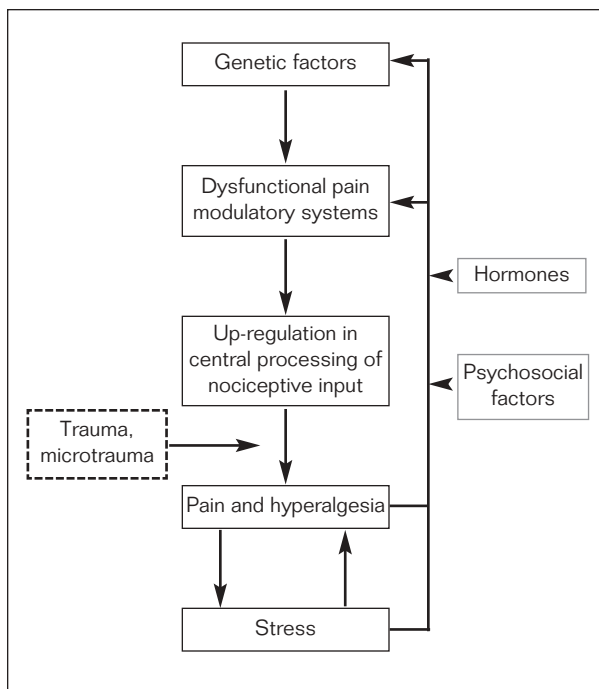 Genetic factors
Dysfunctional pain
modulatory systems
Hormones
Up-regulation in
central processing of
nociceptive input
Psychosocial
factors
Trauma,
microtrauma
Pain and hyperalgesia
Stress